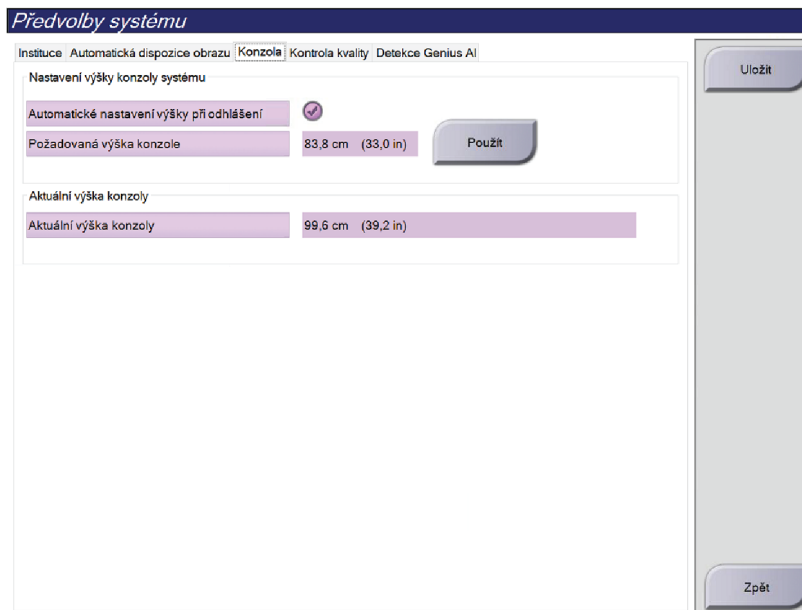 Předvolby systému
Instituce Automatická dispozice obrazu Konzola Kontrola kvality Detekce Genius AI
Uložit
Nastavení výšky konzoly systému
Automatické nastavení výšky při odhlášení
Požadovaná výška konzole 83,8 cm (33,0 in) Použít
Aktuální výška konzoly
Aktuální výška konzoly 99,6 cm (39,2 in)
Zpět